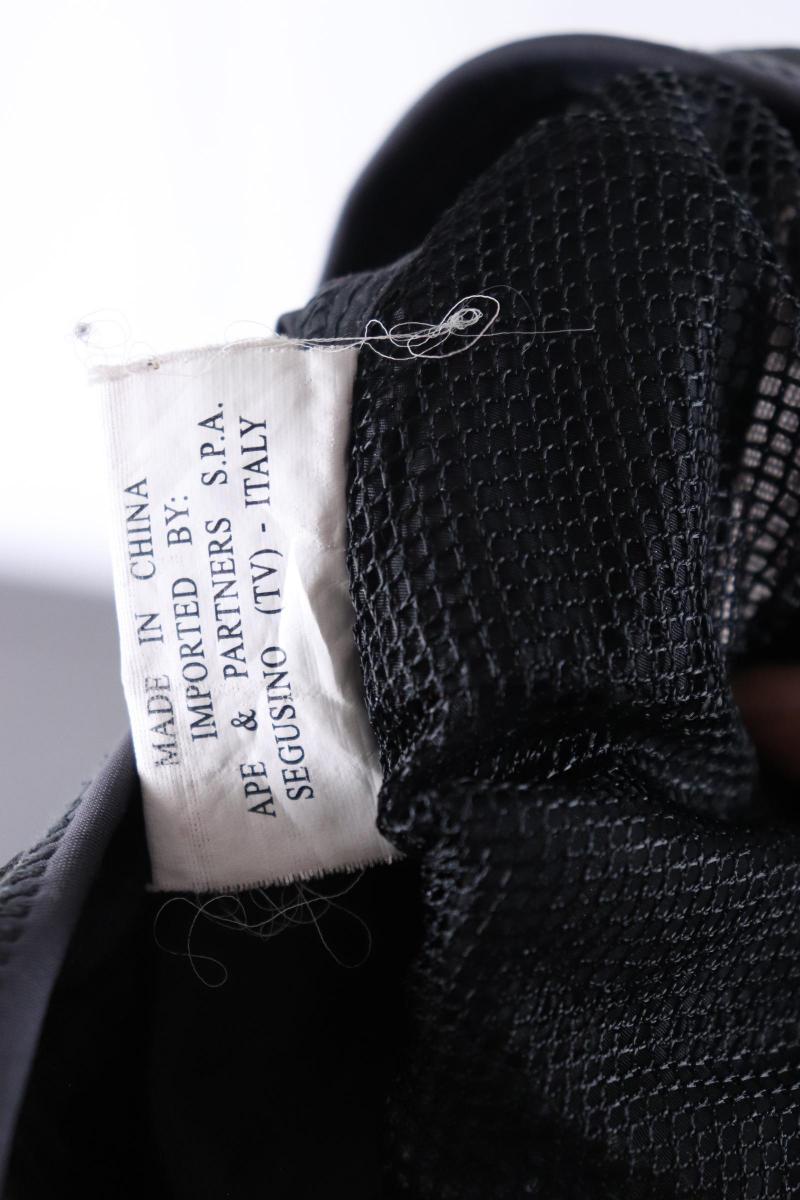 MADE IN CHINA
IMPORTED BY:
APE & PARTNERS S.P.A.
SEGUSINO (TV) - ITALY